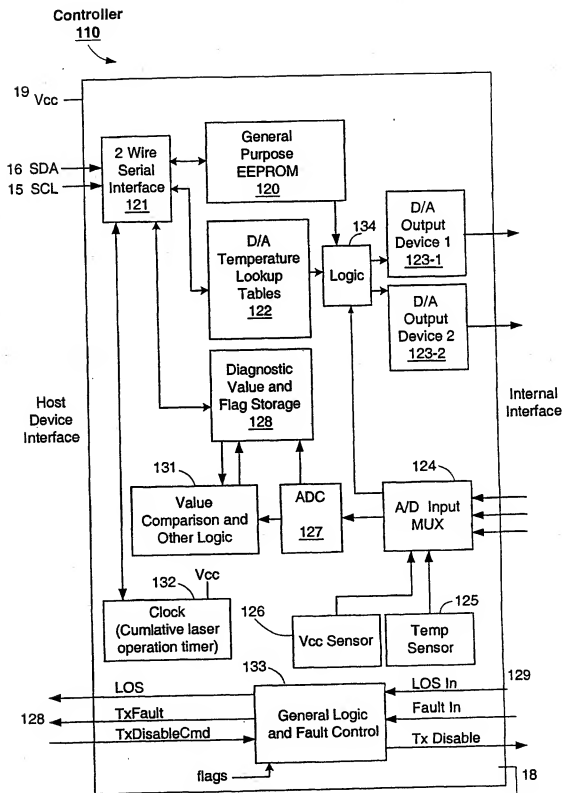 Controller
110
19 Vcc
16 SDA
15 SCL
2 Wire
Serial
Interface
121
General
Purpose
EEPROM
120
D/A
Temperature
Lookup
Tables
122
134
Logic
D/A
Output
Device 1
123-1
D/A
Output
Device 2
123-2
Host
Device
Interface
Diagnostic
Value and
Flag Storage
128
Internal
Interface
131
Value
Comparison and
Other Logic
ADC
127
124
A/D Input
MUX
132
Vcc
Clock
(Cumlative laser
operation timer)
126
Vcc Sensor
125
Temp
Sensor
133
General Logic
and Fault Control
LOS
128
TxFault
TxDisableCmd
flags
129
LOS In
Fault In
Tx Disable
18